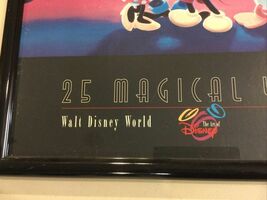 25 MAGICAL
Walt Disney World
The Art of
DISNEY